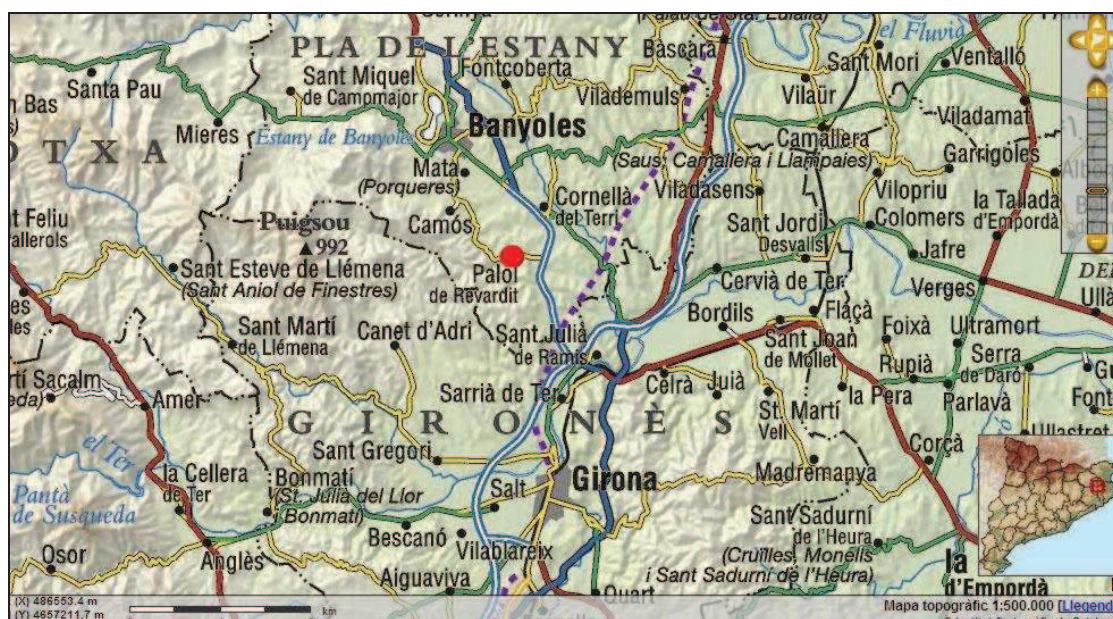 PLA DE L'ESTANY
Bàscara
el Fluvià
Ventalló
Sant Mori
Santa Pau
Sant Miquel
de Campmajor
Fontcoberta
Vilademuls
Vilaür
Viladamat
Mieres
Estany de Banyoles
Banyoles
Camallera
(Saus, Camallera i Llampaies)
Garrigoles
O T X A
Mata
(Porqueres)
Viladasens
Vilopriu
la Tallada
d'Empordà
Cornellà
del Terri
Sant Jordi
Desvalls
Colomers
Puigsou
992
Camós
Jafre
Sant Esteve de Llémena
(Sant Aniol de Finestres)
Palol
de Revardit
Cervià de Ter
Verges
Bordils
Flaçà
Sant Martí
de Llémena
Canet d'Adri
Sant Julià
de Ramis
Sant Joan
de Mollet
Foixà
Ultramort
Rupià
Serra
de Daró
Amer
Sarrià de Ter
Celrà
Juià
la Pera
Parlavà
G I R O N È S
St. Martí
Vell
Ullastret
Corçà
el Ter
Sant Gregori
Madremanya
la Cellera
de Ter
Bonmatí
(St. Julià del Llor
i Bonmatí)
Salt
Girona
Pantà
de Susqueda
Bescanó
Vilablareix
Sant Sadurní
de l'Heura
(Cruïlles, Monells
i Sant Sadurní de l'Heura)
Osor
Anglès
Aiguaviva
Quart
la
d'Empordà
(X) 486553.4 m
(Y) 4657211.7 m
km
Mapa topogràfic 1:500.000 [Llegend